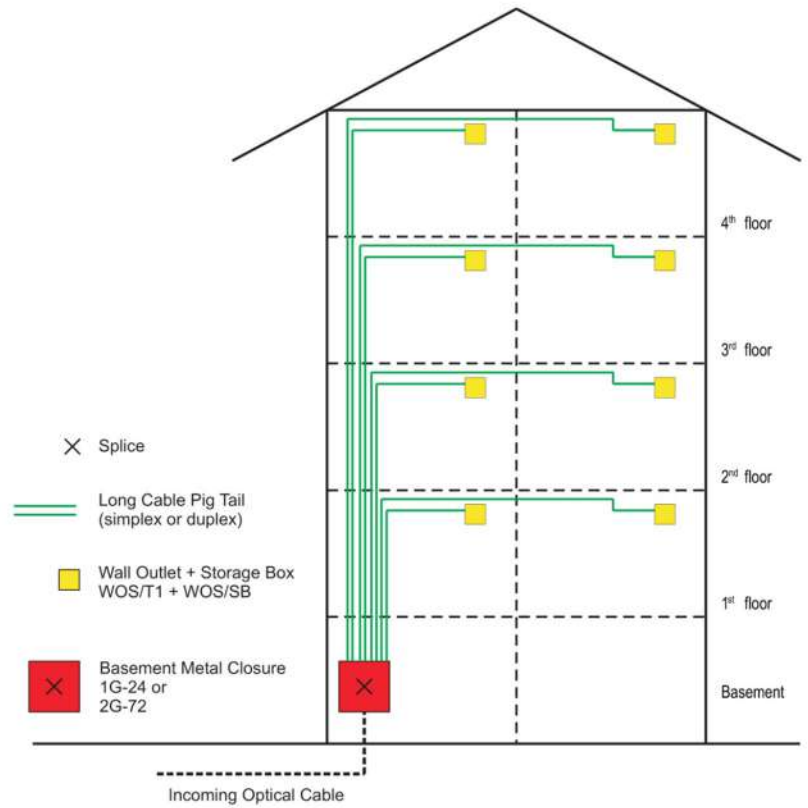 4th floor
3rd floor
2nd floor
1st floor
Basement
Splice
Long Cable Pig Tail
(simplex or duplex)
Wall Outlet + Storage Box
WOS/T1 + WOS/SB
Basement Metal Closure
1G-24 or
2G-72
Incoming Optical Cable